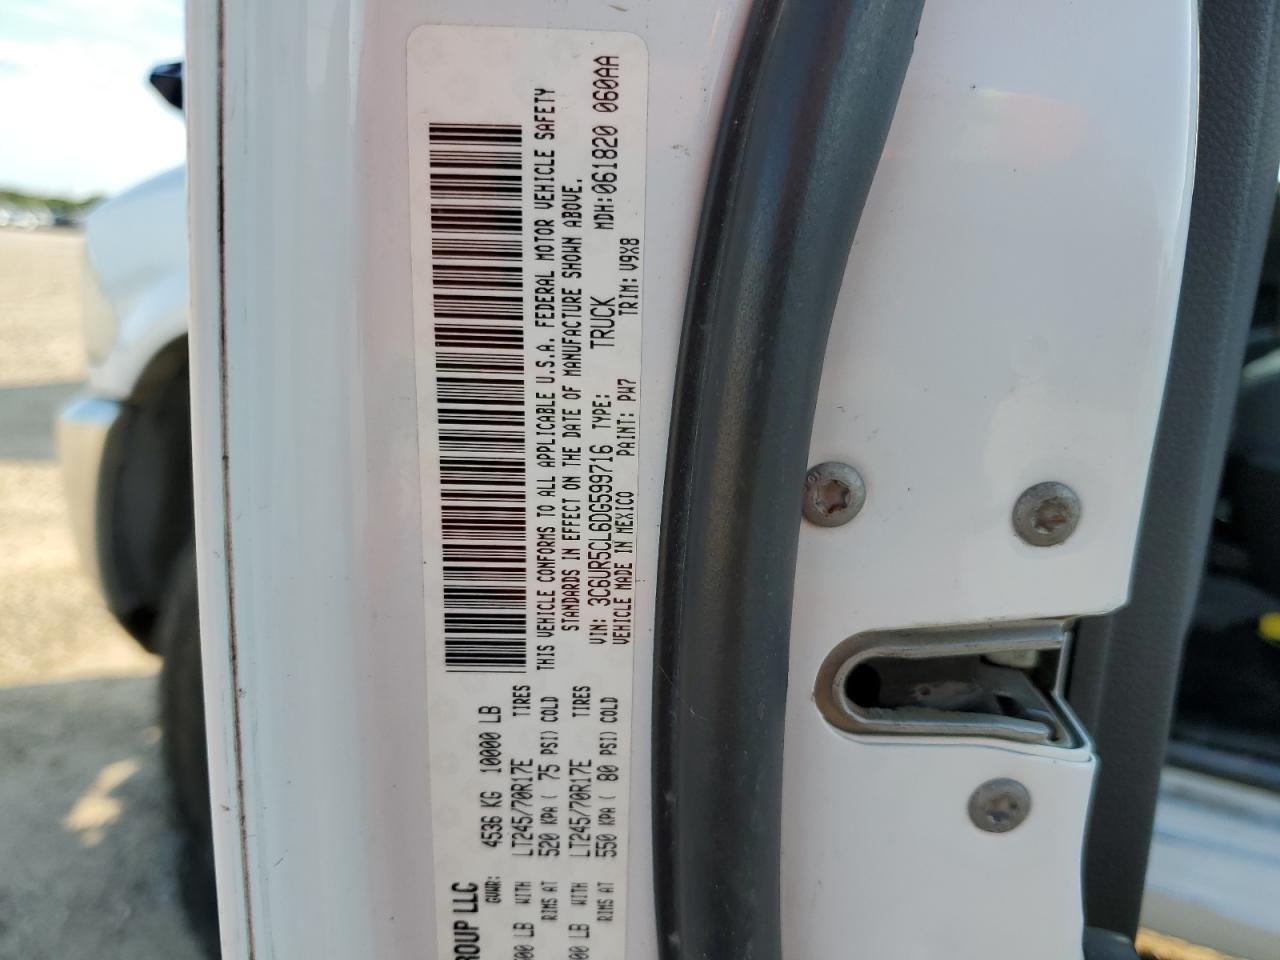 ROUP LLC
GVWR: 4536 KG 10000 LB
00 LB WITH LT245/70R17E TIRES
RIMS AT 520 KPA ( 75 PSI) COLD
00 LB WITH LT245/70R17E TIRES
RIMS AT 550 KPA ( 80 PSI) COLD
THIS VEHICLE CONFORMS TO ALL APPLICABLE U.S.A. FEDERAL MOTOR VEHICLE SAFETY
STANDARDS IN EFFECT ON THE DATE OF MANUFACTURE SHOWN ABOVE.
VIN: 3C6UR5CL6DG599716 TYPE: TRUCK MDH:061820 060AA
VEHICLE MADE IN MEXICO PAINT: PW7 TRIM: V9X8